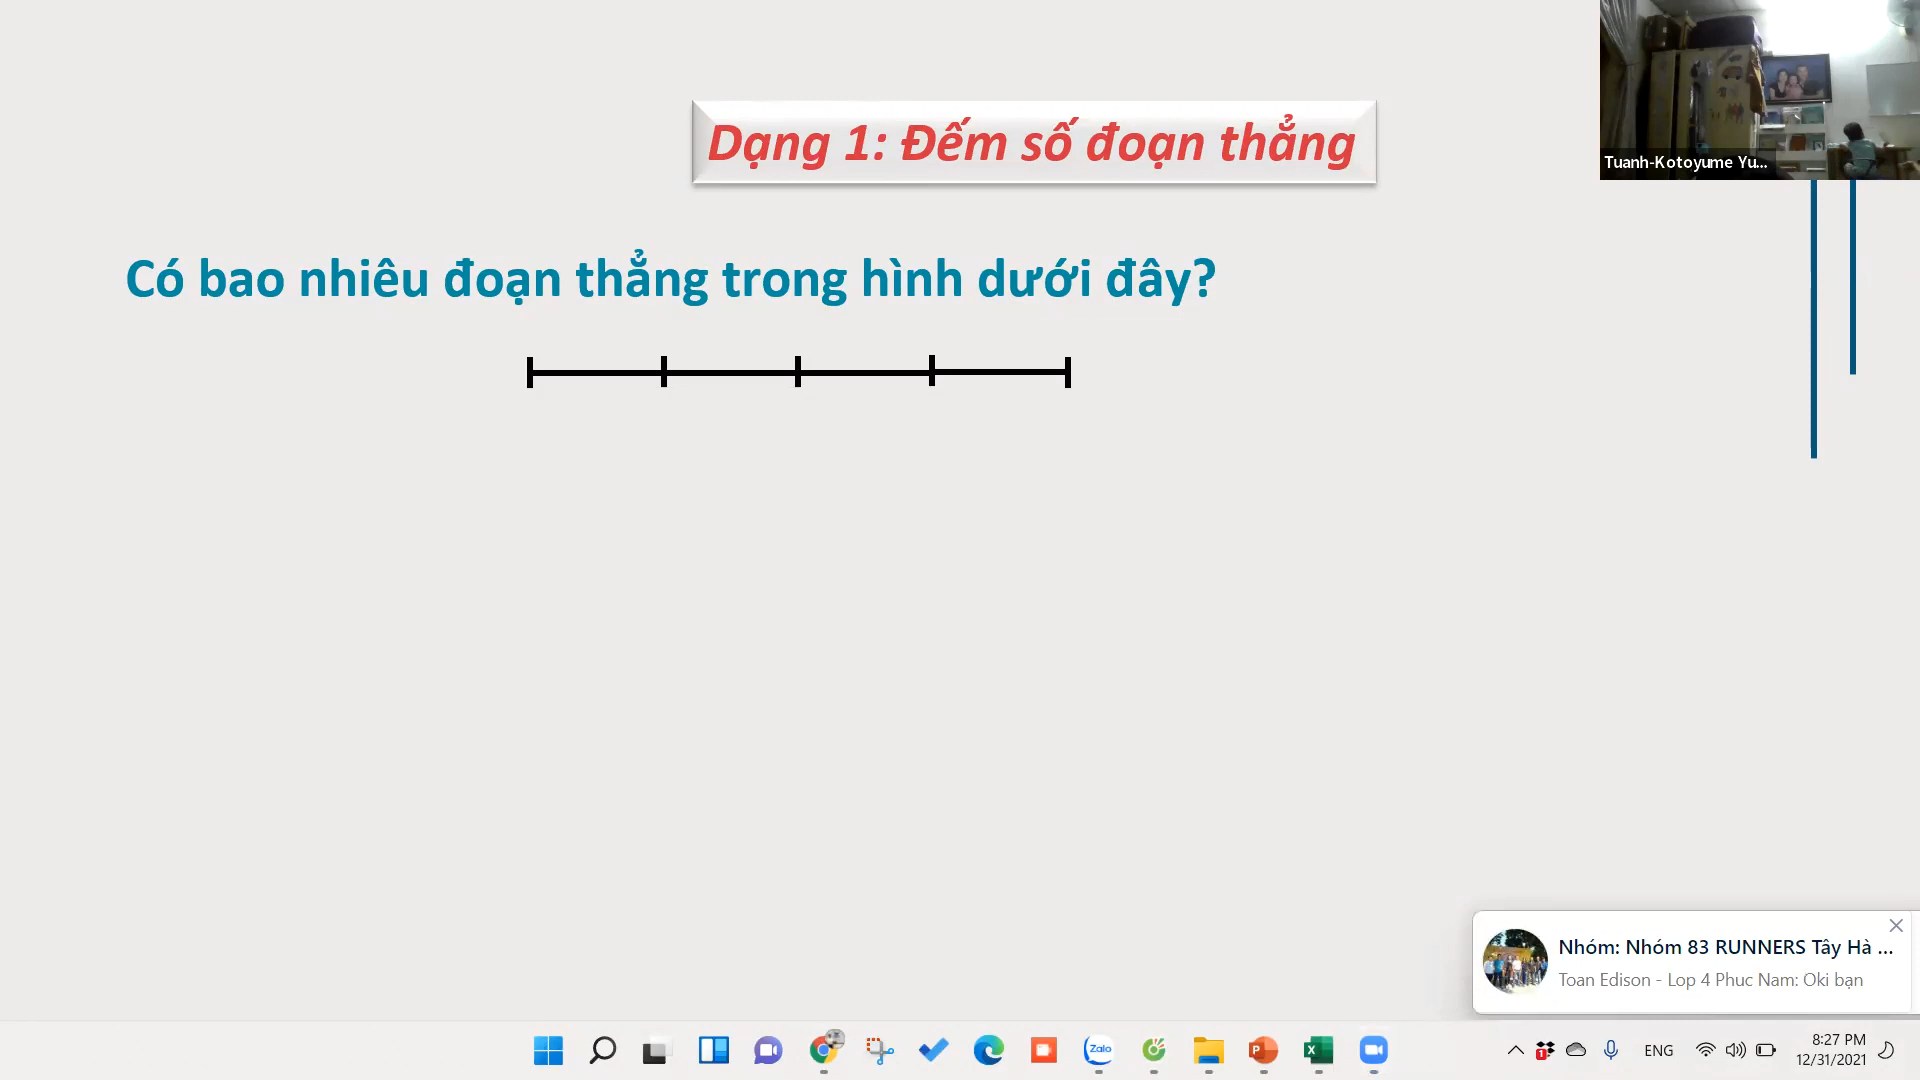 Dạng 1: Đếm số đoạn thẳng
Tuanh-Kotoyume Yu...
Có bao nhiêu đoạn thẳng trong hình dưới đây?
Nhóm: Nhóm 83 RUNNERS Tây Hà ...
Toan Edison - Lop 4 Phuc Nam: Oki bạn
Zalo
1
ENG
8:27 PM
12/31/2021